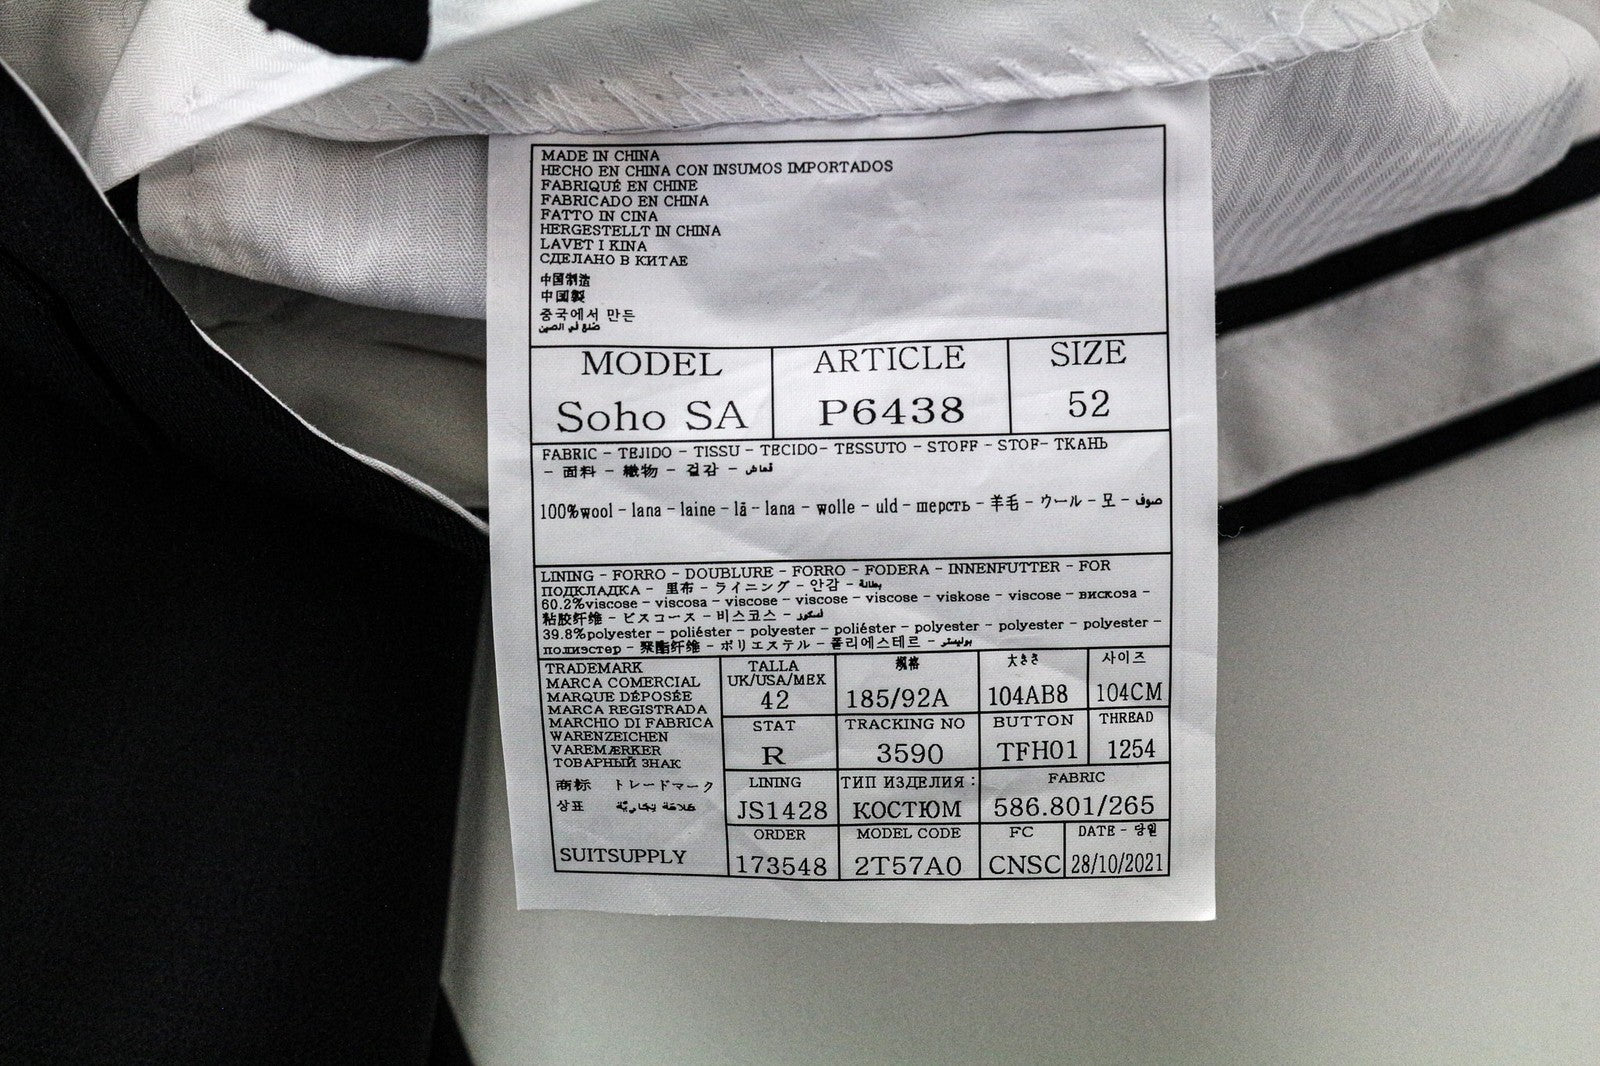 MADE IN CHINA
HECHO EN CHINA CON INSUMOS IMPORTADOS
FABRIQUÉ EN CHINE
FABRICADO EN CHINA
FATTO IN CINA
HERGESTELLT IN CHINA
LAVET I KINA
СДЕЛАНО В КИТАЕ
中国制造
中国製
중국에서 만든
صنع في الصين
MODEL ARTICLE SIZE
Soho SA P6438 52
FABRIC - TEJIDO - TISSU - TECIDO- TESSUTO - STOFF - STOF- ТКАНЬ
- 面料 - 織物 - 겉감 - قماش
100%wool - lana - laine - lã - lana - wolle - uld - шерсть - 羊毛 - ウール - 모 - صوف
LINING - FORRO - DOUBLURE - FORRO - FODERA - INNENFUTTER - FOR
ПОДКЛАДКА - 里布 - ライニング - 안감 - بطانة
60.2%viscose - viscosa - viscose - viscose - viscose - viskose - viscose - вискоза -
粘胶纤维 - ビスコース - 비스코스 -
39.8%polyester - poliéster - polyester - poliéster - polyester - polyester - polyester -
полиэстер - 聚酯纤维 - ポリエステル - 폴리에스테르 - بوليستر
TRADEMARK
MARCA COMERCIAL
MARQUE DÉPOSÉE
MARCA REGISTRADA
MARCHIO DI FABRICA
WARENZEICHEN
VAREMÆRKER
ТОВАРНЫЙ ЗНАК
商标 トレードマーク
상표 علامة تجاريّة
SUITSUPPLY
TALLA 规格 大きさ 사이즈
UK/USA/MEX
42 185/92A 104AB8 104CM
STAT TRACKING NO BUTTON THREAD
R 3590 TFH01 1254
LINING ТИП ИЗДЕЛИЯ : FABRIC
JS1428 КОСТЮМ 586.801/265
ORDER MODEL CODE FC DATE - 당월
173548 2T57A0 CNSC 28/10/2021